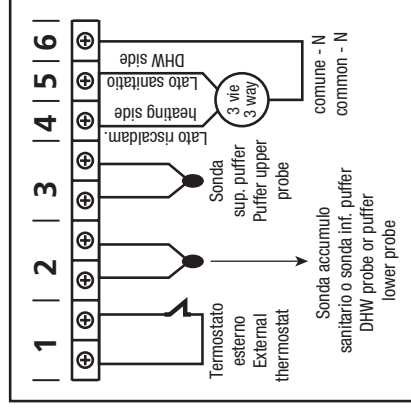 1 2 3 4 5 6
Termostato
esterno
External
thermostat
Sonda accumulo
sanitario o sonda inf. puffer
DHW probe or puffer
lower probe
Sonda
sup. puffer
Puffer upper
probe
Lato riscaldam.
heating side
Lato sanitatio
DHW side
3 vie
3 way
comune - N
common - N